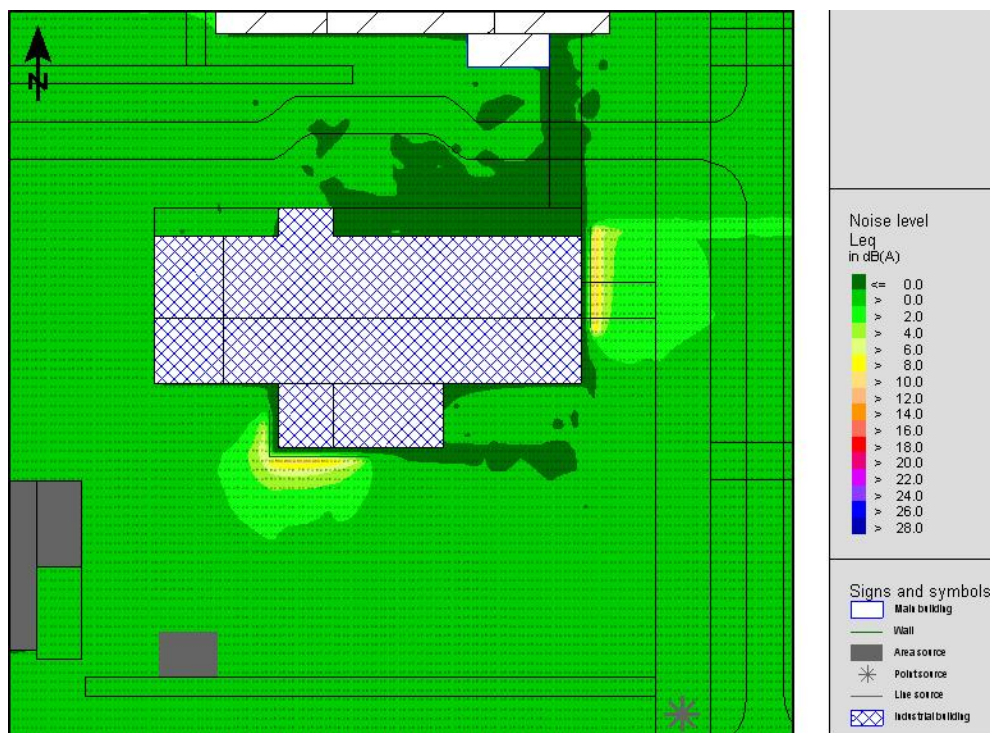 N
Noise level
Leq
in dB(A)
<= 0.0
> 0.0
> 2.0
> 4.0
> 6.0
> 8.0
> 10.0
> 12.0
> 14.0
> 16.0
> 18.0
> 20.0
> 22.0
> 24.0
> 26.0
> 28.0
Signs and symbols
Main building
Wall
Area source
Point source
Line source
Industrial building